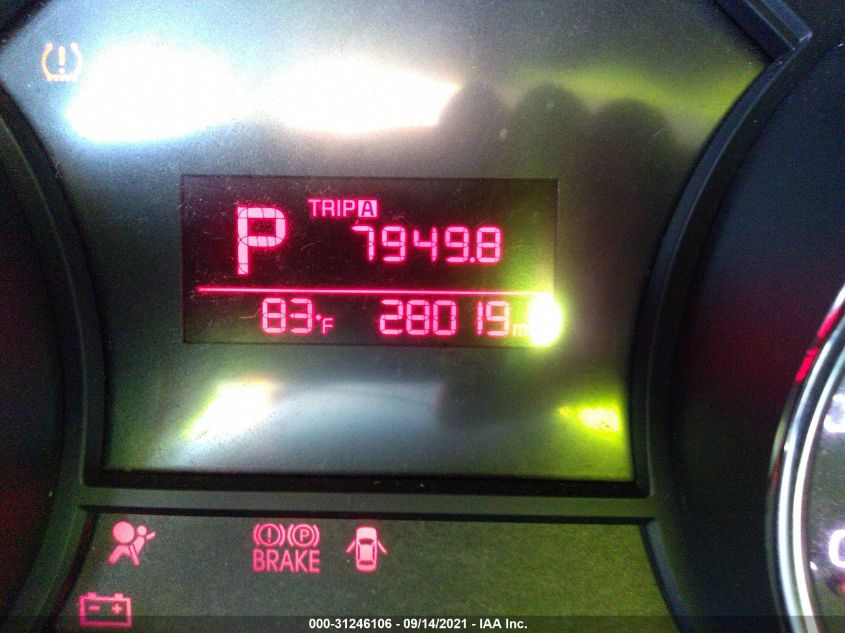 P
TRIP A
7949.8
83°F
28019 m
(!) (P)
BRAKE
000-31246106 - 09/14/2021 - IAA Inc.